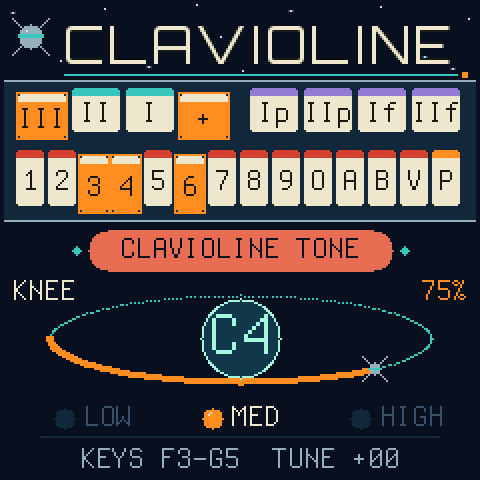 CLAVIOLINE
III II I + Ip IIp If IIf
1 2 3 4 5 6 7 8 9 O A B V P
CLAVIOLINE TONE
KNEE 75%
C4
LOW MED HIGH
KEYS F3-G5 TUNE +00